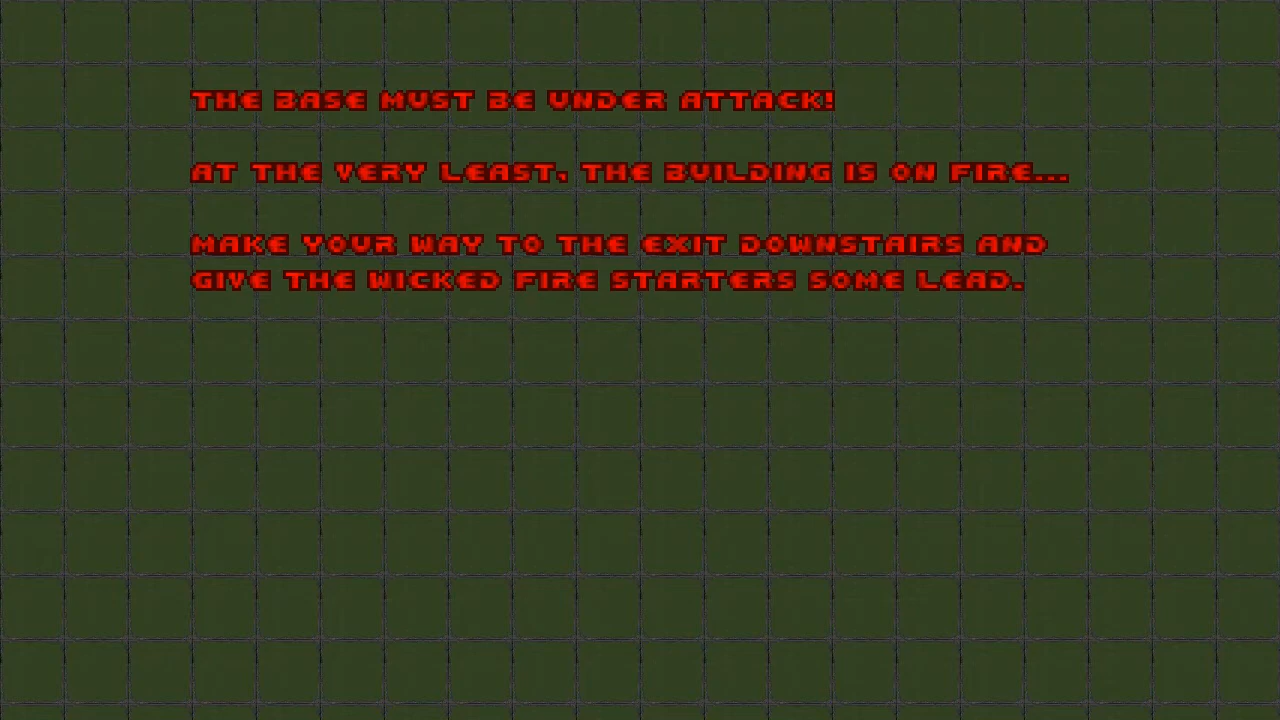 THE BASE MUST BE UNDER ATTACK!
AT THE VERY LEAST, THE BUILDING IS ON FIRE...
MAKE YOUR WAY TO THE EXIT DOWNSTAIRS AND
GIVE THE WICKED FIRE STARTERS SOME LEAD.